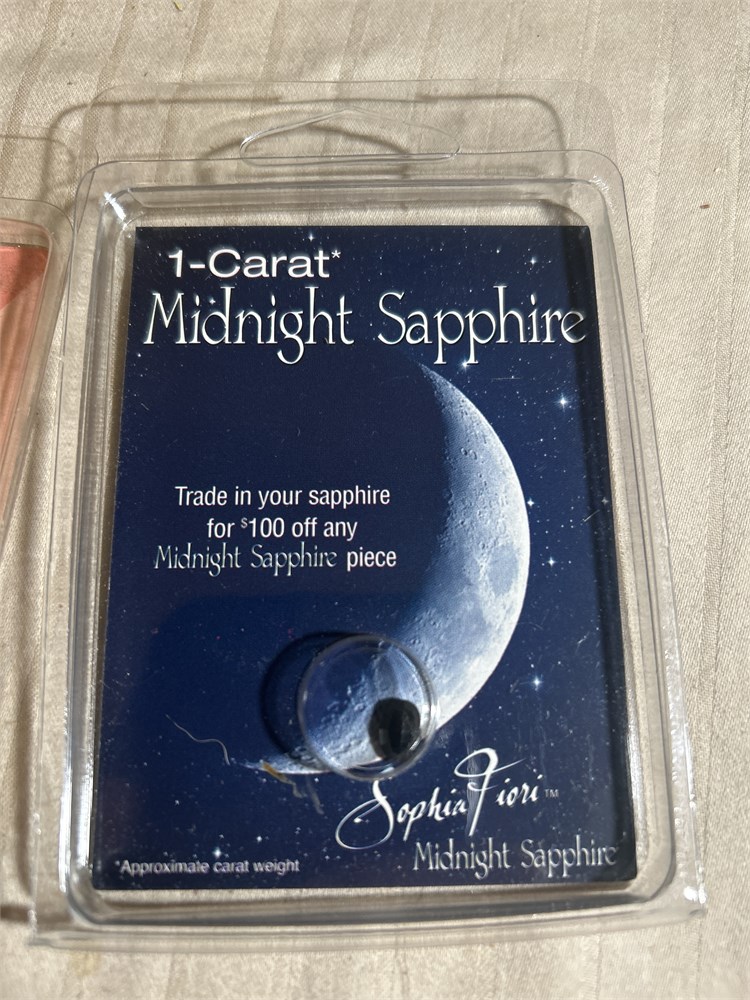 1-Carat*
Midnight Sapphire
Trade in your sapphire
for $100 off any
Midnight Sapphire piece
Sophia Fiori™
Midnight Sapphire
*Approximate carat weight